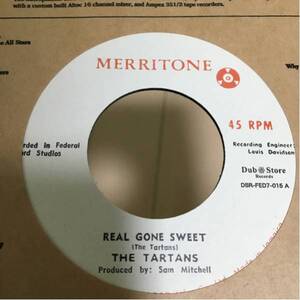 with a custom built Altec 16 channel mixer, and Ampex 351/2 tape recorders.
e All Stars
Why
MERRITONE
45 RPM
rded In Federal
rd Studios
Recording Engineer:
Louis Davidson
Dub Store
Records
DSR-FED7-015 A
REAL GONE SWEET
(The Tartans)
THE TARTANS
Produced by: Sam Mitchell